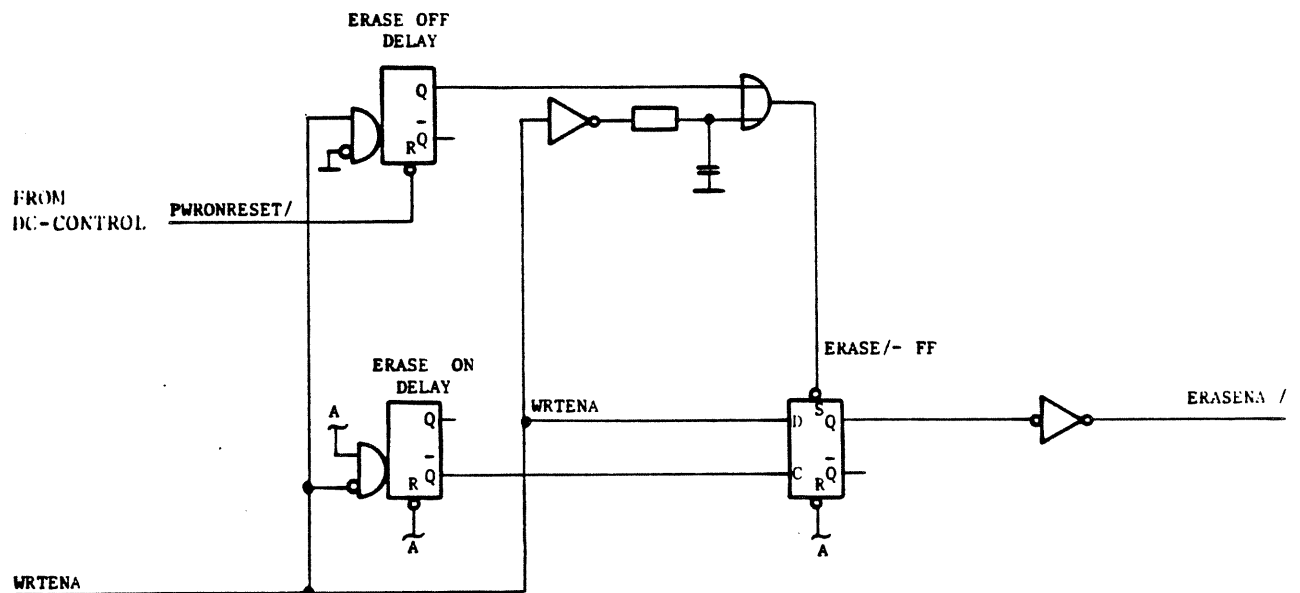 ERASE OFF
DELAY
Q
Q
R
FROM
DC-CONTROL
PWRONRESET/
ERASE/- FF
ERASE ON
DELAY
A
Q
Q
R
A
WRTENA
S
D
Q
C
Q
R
A
ERASENA /
WRTENA